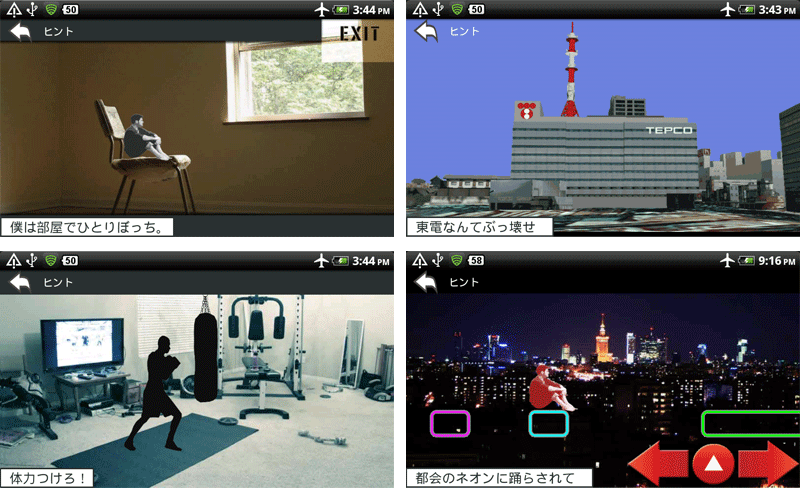 50
3:44 PM
ヒント
EXIT
僕は部屋でひとりぼっち。
50
3:43 PM
ヒント
TEPCO
東電なんてぶっ壊せ
50
3:44 PM
ヒント
体力つけろ！
58
9:16 PM
ヒント
都会のネオンに踊らされて